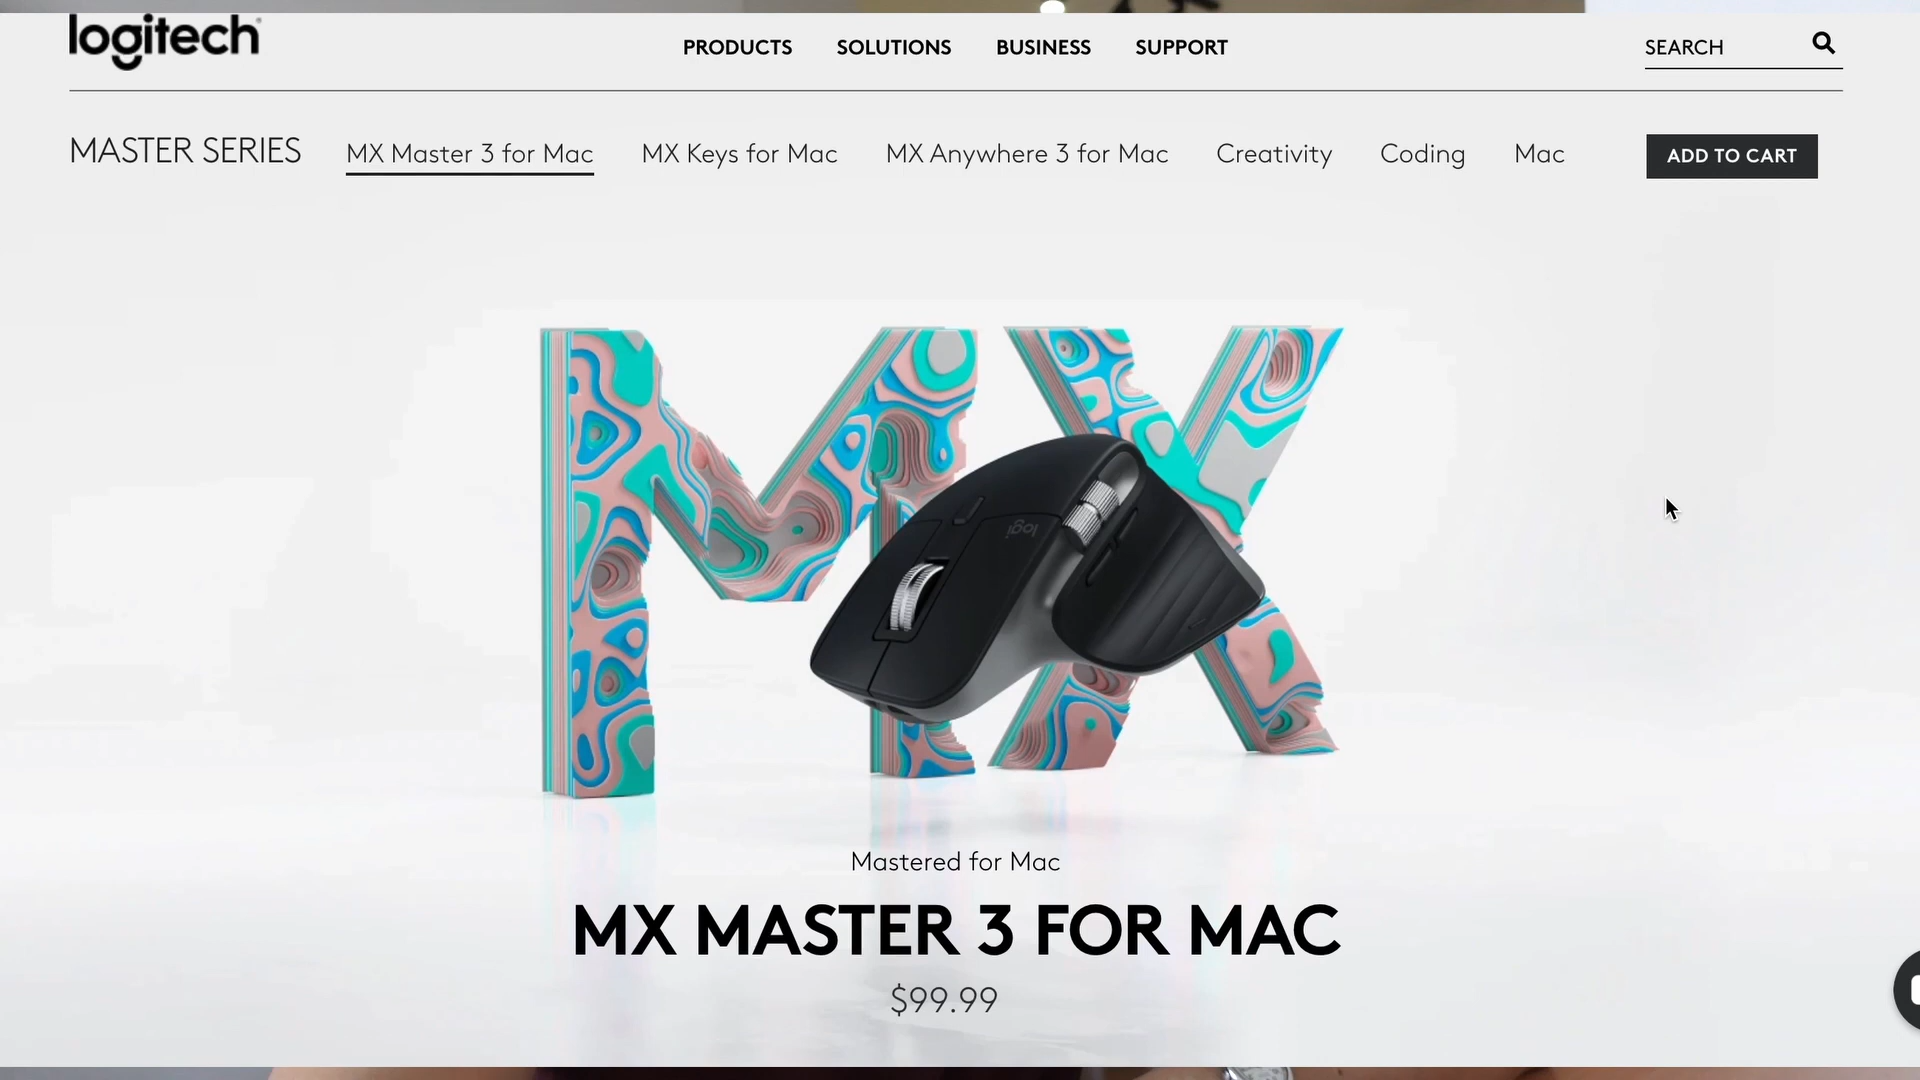 logitech
PRODUCTS SOLUTIONS BUSINESS SUPPORT
SEARCH
MASTER SERIES MX Master 3 for Mac MX Keys for Mac MX Anywhere 3 for Mac Creativity Coding Mac
ADD TO CART
MX
logi
Mastered for Mac
MX MASTER 3 FOR MAC
$99.99